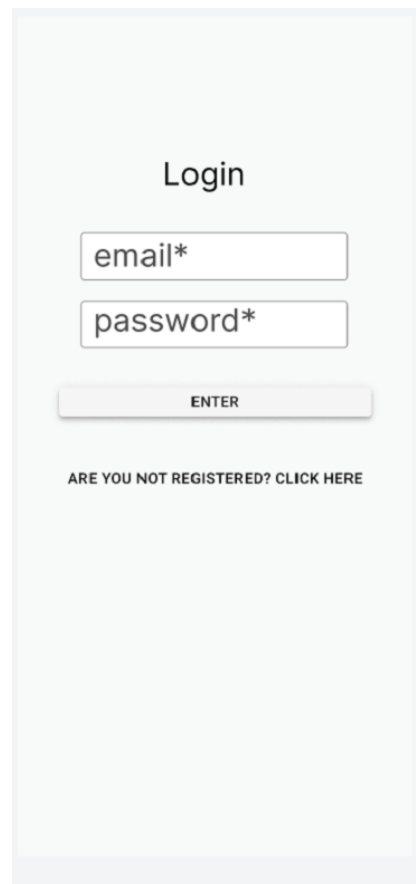 Login
email*
password*
ENTER
ARE YOU NOT REGISTERED? CLICK HERE